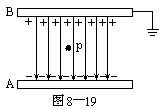 B
+ + + + + + +
p
− −
A
图8—19